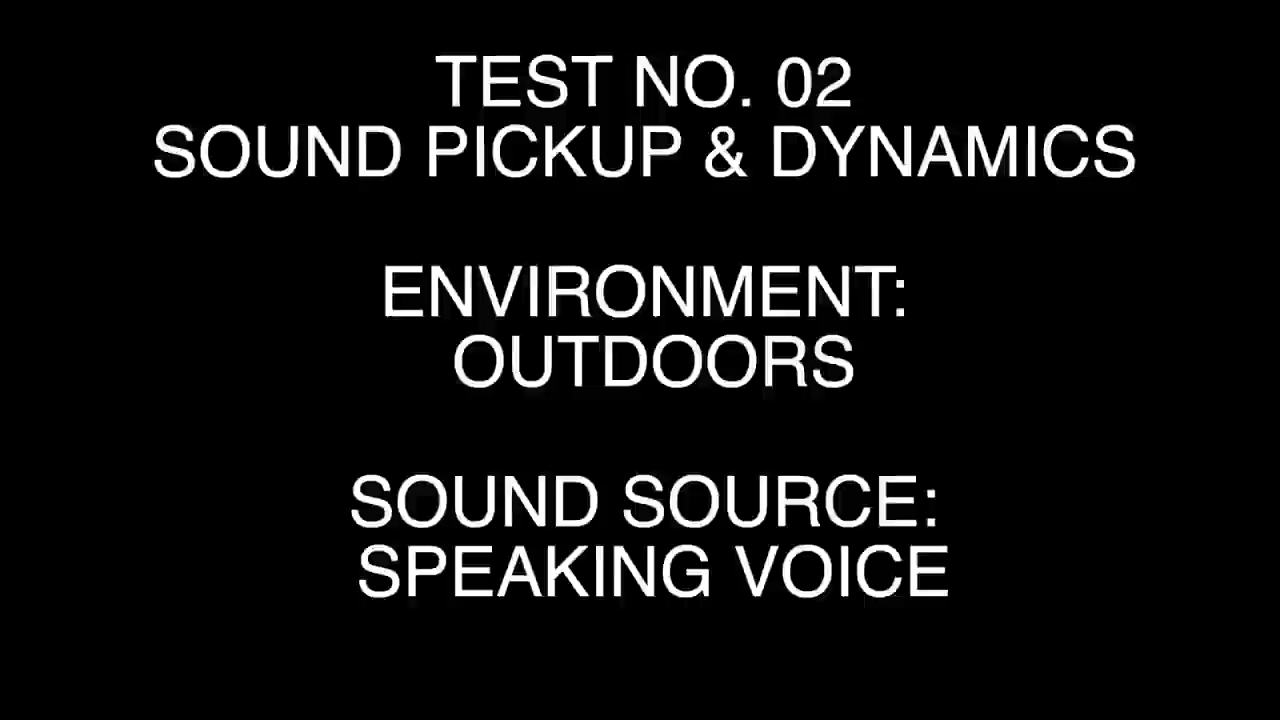 TEST NO. 02
SOUND PICKUP & DYNAMICS
ENVIRONMENT:
OUTDOORS
SOUND SOURCE:
SPEAKING VOICE